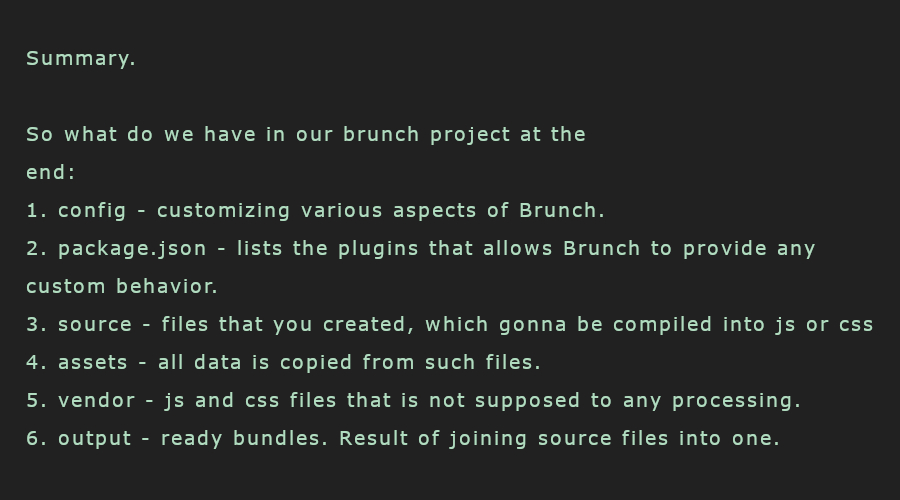 Summary.
So what do we have in our brunch project at the
end:
1. config - customizing various aspects of Brunch.
2. package.json - lists the plugins that allows Brunch to provide any
custom behavior.
3. source - files that you created, which gonna be compiled into js or css
4. assets - all data is copied from such files.
5. vendor - js and css files that is not supposed to any processing.
6. output - ready bundles. Result of joining source files into one.